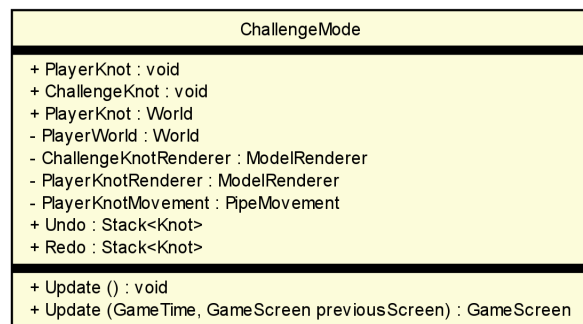 ChallengeMode
+ PlayerKnot : void
+ ChallengeKnot : void
+ PlayerKnot : World
- PlayerWorld : World
- ChallengeKnotRenderer : ModelRenderer
- PlayerKnotRenderer : ModelRenderer
- PlayerKnotMovement : PipeMovement
+ Undo : Stack<Knot>
+ Redo : Stack<Knot>
+ Update () : void
+ Update (GameTime, GameScreen previousScreen) : GameScreen